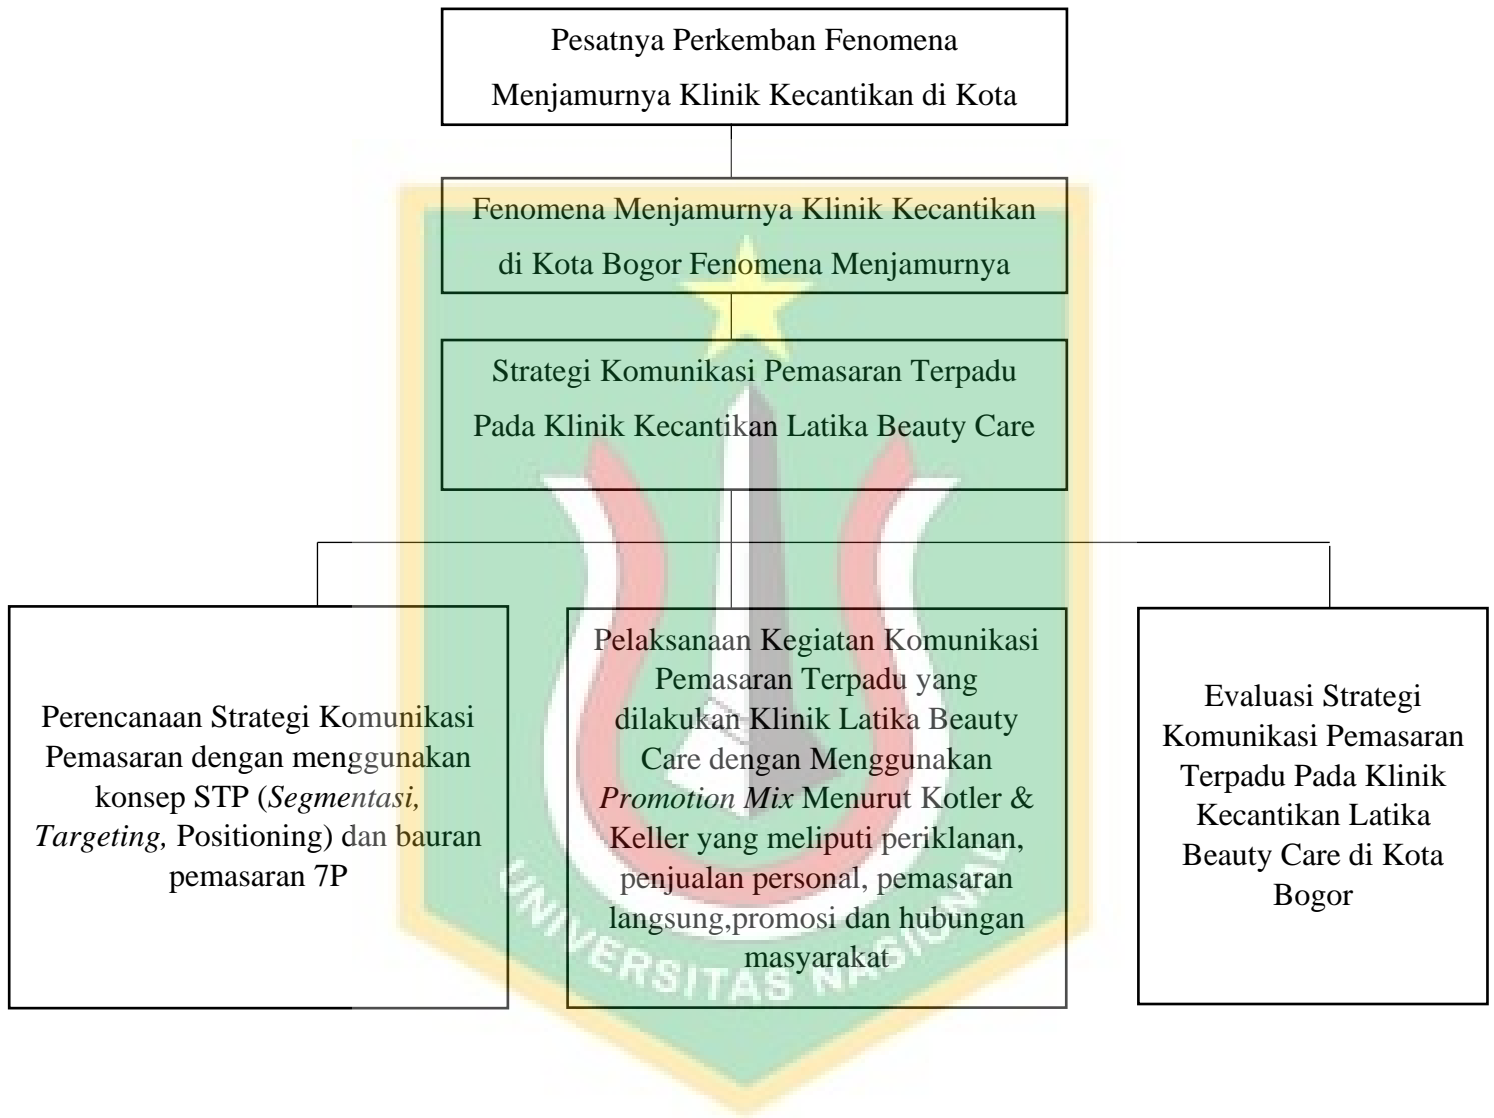 Pesatnya Perkemban Fenomena
Menjamurnya Klinik Kecantikan di Kota
Fenomena Menjamurnya Klinik Kecantikan
di Kota Bogor Fenomena Menjamurnya
Strategi Komunikasi Pemasaran Terpadu
Pada Klinik Kecantikan Latika Beauty Care
Perencanaan Strategi Komunikasi
Pemasaran dengan menggunakan
konsep STP (Segmentasi,
Targeting, Positioning) dan bauran
pemasaran 7P
Pelaksanaan Kegiatan Komunikasi
Pemasaran Terpadu yang
dilakukan Klinik Latika Beauty
Care dengan Menggunakan
Promotion Mix Menurut Kotler &
Keller yang meliputi periklanan,
penjualan personal, pemasaran
langsung,promosi dan hubungan
masyarakat
Evaluasi Strategi
Komunikasi Pemasaran
Terpadu Pada Klinik
Kecantikan Latika
Beauty Care di Kota
Bogor
UNIVERSITAS NASIONAL